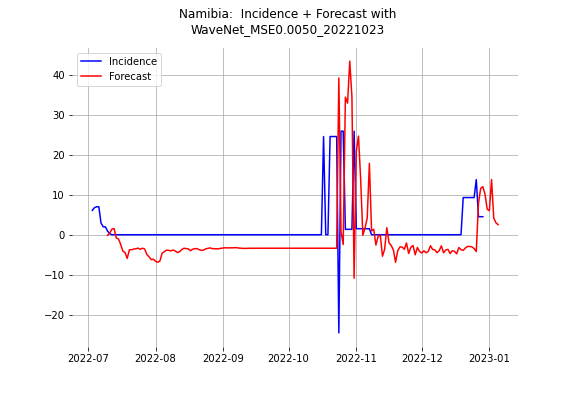 Namibia:  Incidence + Forecast with
WaveNet_MSE0.0050_20221023
Incidence
Forecast
40
30
20
10
0
−10
−20
2022-07 2022-08 2022-09 2022-10 2022-11 2022-12 2023-01